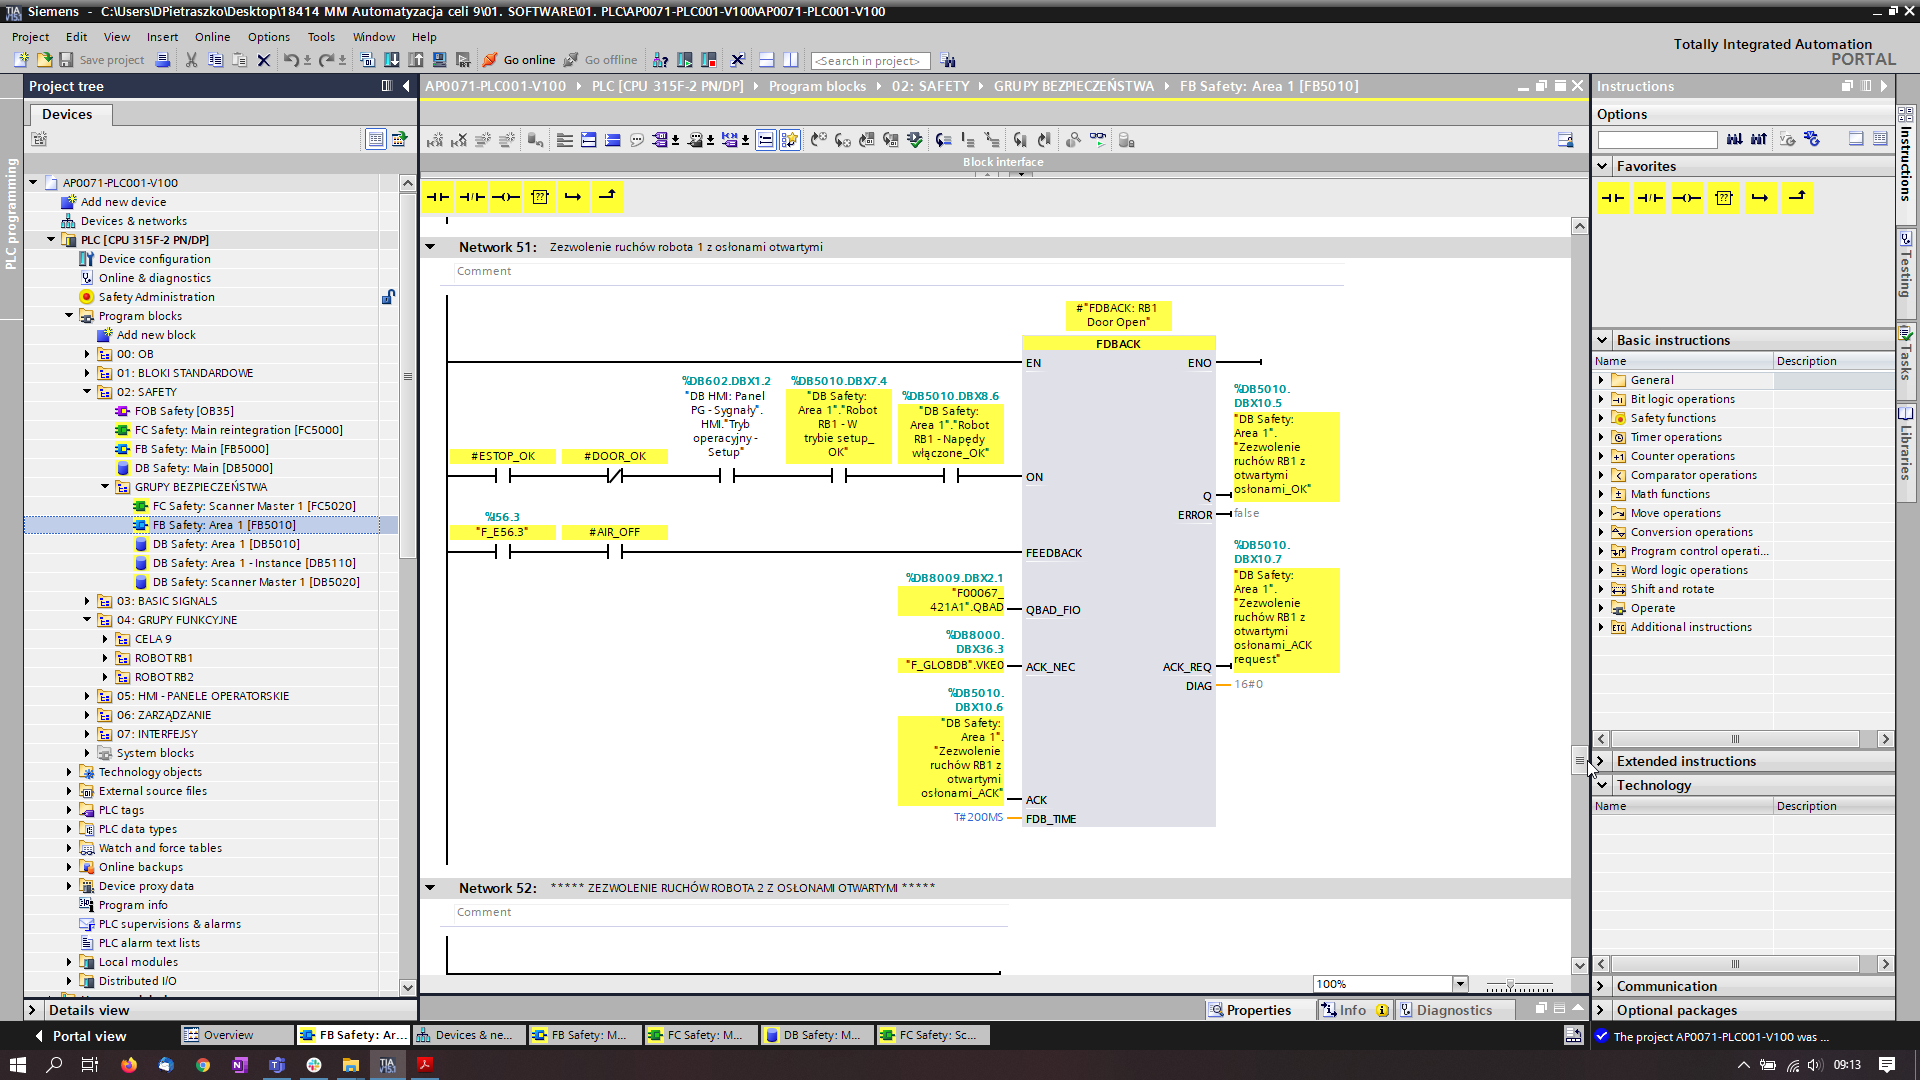 Siemens - C:\Users\DPietraszko\Desktop\18414 MM Automatyzacja celi 9\01. SOFTWARE\01. PLC\AP0071-PLC001-V100\AP0071-PLC001-V100
Project Edit View Insert Online Options Tools Window Help
Totally Integrated Automation
PORTAL
Save project
Go online
Go offline
<Search in project>
Project tree
AP0071-PLC001-V100 PLC [CPU 315F-2 PN/DP] Program blocks 02: SAFETY GRUPY BEZPIECZEŃSTWA FB Safety: Area 1 [FB5010]
Instructions
Devices
Options
PLC programming
Block interface
Favorites
AP0071-PLC001-V100
Add new device
Devices & networks
PLC [CPU 315F-2 PN/DP]
Device configuration
Online & diagnostics
Safety Administration
Program blocks
Add new block
00: OB
01: BLOKI STANDARDOWE
02: SAFETY
FOB Safety [OB35]
FC Safety: Main reintegration [FC5000]
FB Safety: Main [FB5000]
DB Safety: Main [DB5000]
GRUPY BEZPIECZEŃSTWA
FC Safety: Scanner Master 1 [FC5020]
FB Safety: Area 1 [FB5010]
DB Safety: Area 1 [DB5010]
DB Safety: Area 1 - Instance [DB5110]
DB Safety: Scanner Master 1 [DB5020]
03: BASIC SIGNALS
04: GRUPY FUNKCYJNE
CELA 9
ROBOT RB1
ROBOT RB2
05: HMI - PANELE OPERATORSKIE
06: ZARZĄDZANIE
07: INTERFEJSY
System blocks
Technology objects
External source files
PLC tags
PLC data types
Watch and force tables
Online backups
Device proxy data
Program info
PLC supervisions & alarms
PLC alarm text lists
Local modules
Distributed I/O
Details view
Network 51: Zezwolenie ruchów robota 1 z osłonami otwartymi
Comment
#"FDBACK: RB1
Door Open"
FDBACK
EN ENO
%DB602.DBX1.2
"DB HMI: Panel
PG - Sygnały".
HMI."Tryb
operacyjny -
Setup"
%DB5010.DBX7.4
"DB Safety:
Area 1"."Robot
RB1 - W
trybie setup_
OK"
%DB5010.DBX8.6
"DB Safety:
Area 1"."Robot
RB1 - Napędy
włączone_OK"
#ESTOP_OK
#DOOR_OK
ON
%DB5010.
DBX10.5
"DB Safety:
Area 1".
"Zezwolenie
ruchów RB1 z
otwartymi
osłonami_OK"
Q
ERROR false
%I56.3
"F_E56.3"
#AIR_OFF
FEEDBACK
%DB5010.
DBX10.7
"DB Safety:
Area 1".
"Zezwolenie
ruchów RB1 z
otwartymi
osłonami_ACK
request"
ACK_REQ
DIAG 16#0
%DB8009.DBX2.1
"F00067_
421A1".QBAD
QBAD_FIO
%DB8000.
DBX36.3
"F_GLOBDB".VKE0
ACK_NEC
%DB5010.
DBX10.6
"DB Safety:
Area 1".
"Zezwolenie
ruchów RB1 z
otwartymi
osłonami_ACK"
ACK
T#200MS FDB_TIME
Network 52: ***** ZEZWOLENIE RUCHÓW ROBOTA 2 Z OSŁONAMI OTWARTYMI *****
Comment
100%
Properties Info Diagnostics
Basic instructions
Name Description
General
Bit logic operations
Safety functions
Timer operations
Counter operations
Comparator operations
Math functions
Move operations
Conversion operations
Program control operati...
Word logic operations
Shift and rotate
Operate
Additional instructions
Extended instructions
Technology
Name Description
Communication
Optional packages
Instructions
Testing
Tasks
Libraries
Portal view
Overview
FB Safety: Ar...
Devices & ne...
FB Safety: M...
FC Safety: M...
DB Safety: M...
FC Safety: Sc...
The project AP0071-PLC001-V100 was ...
09:13